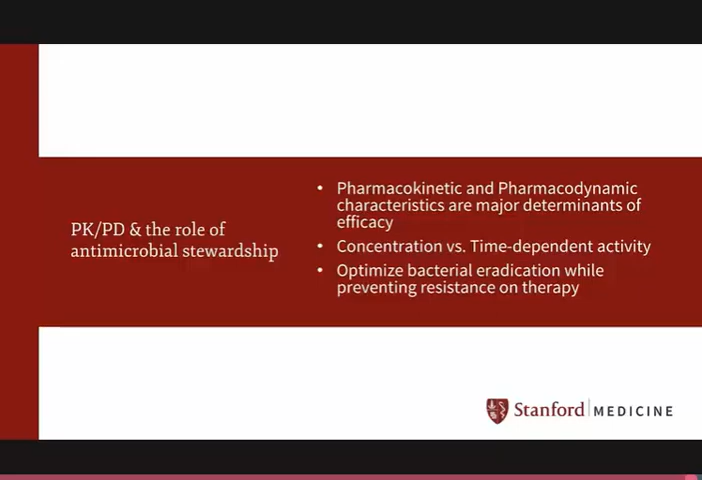 PK/PD & the role of
antimicrobial stewardship
• Pharmacokinetic and Pharmacodynamic
characteristics are major determinants of
efficacy
• Concentration vs. Time-dependent activity
• Optimize bacterial eradication while
preventing resistance on therapy
Stanford MEDICINE